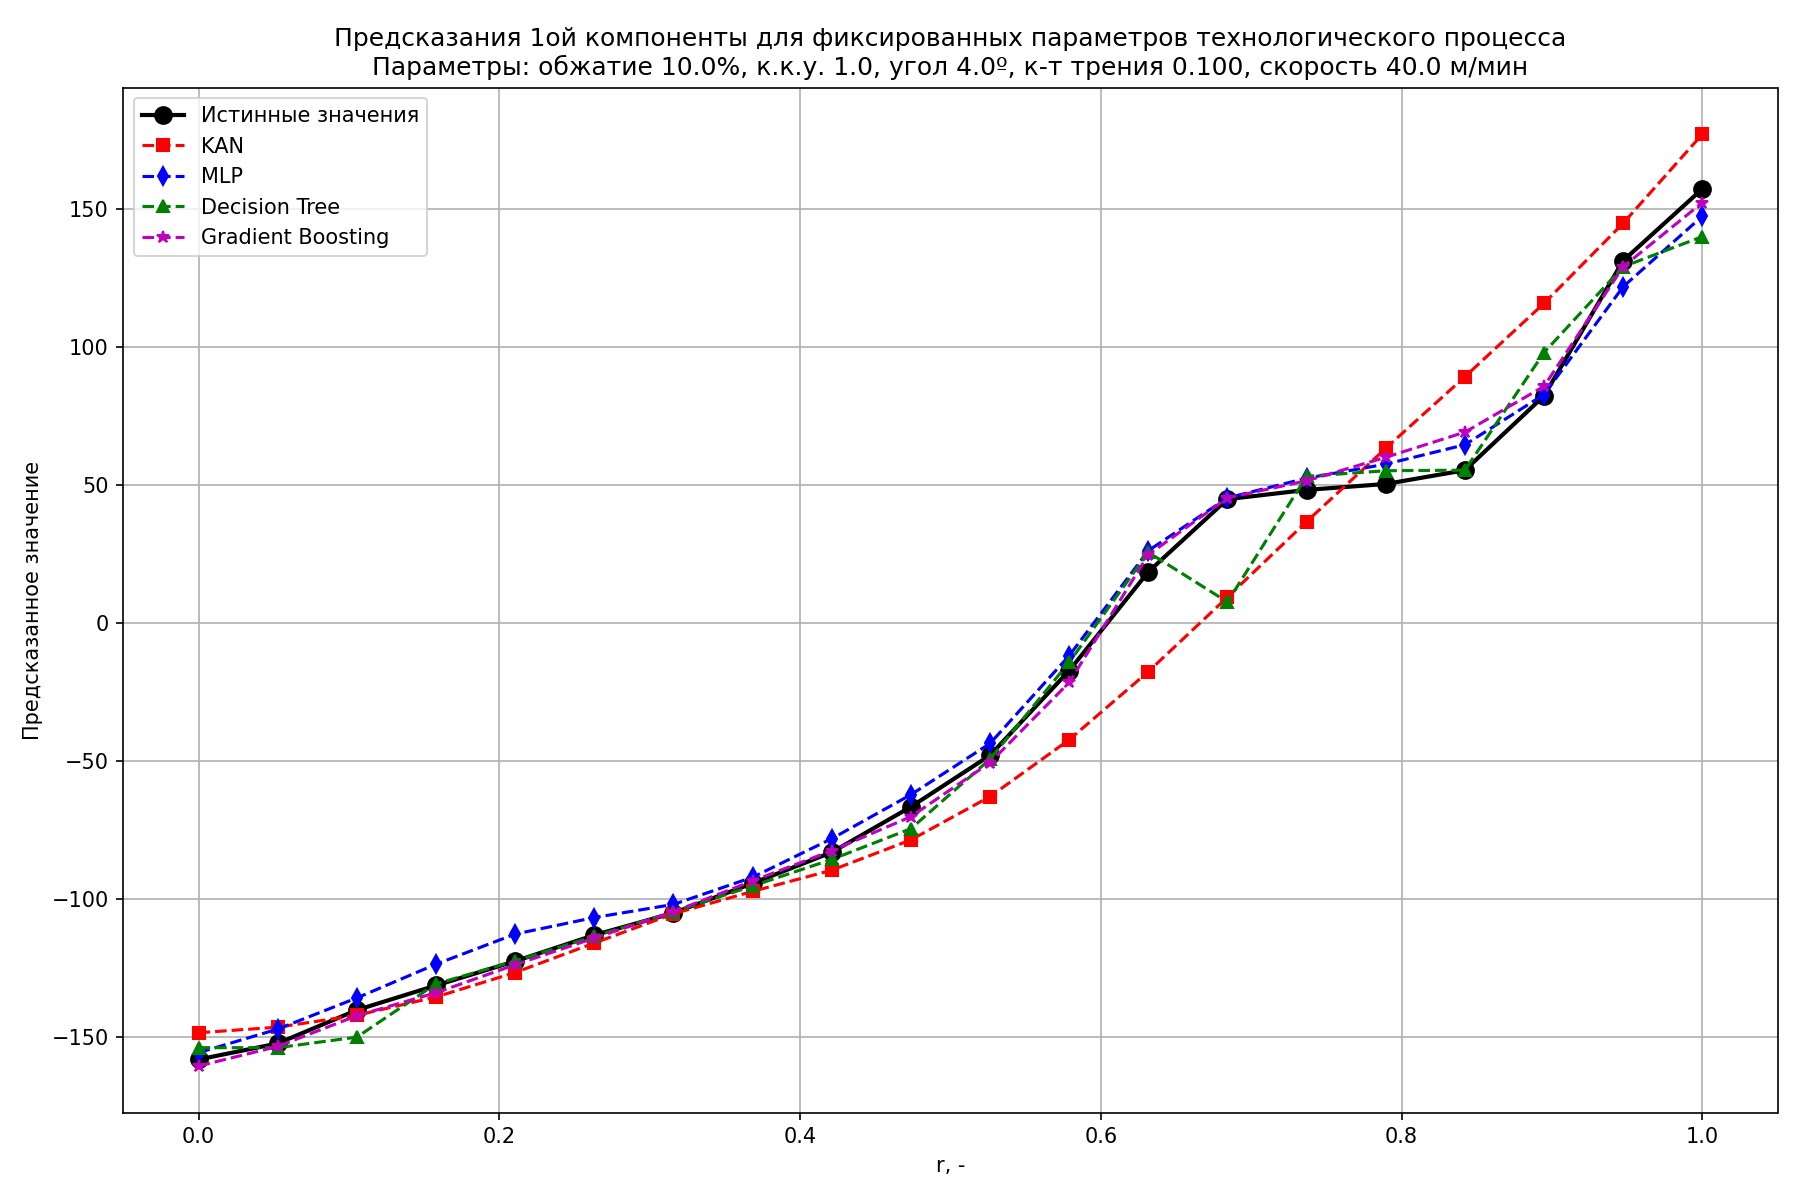 Предсказания 1ой компоненты для фиксированных параметров технологического процесса
Параметры: обжатие 10.0%, к.к.у. 1.0, угол 4.0º, к-т трения 0.100, скорость 40.0 м/мин
Истинные значения
KAN
MLP
Decision Tree
Gradient Boosting
Предсказанное значение
150
100
50
0
−50
−100
−150
0.0
0.2
0.4
0.6
0.8
1.0
r, -